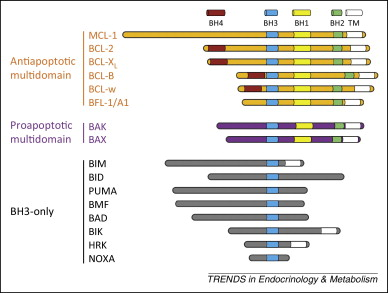 BH4 BH3 BH1 BH2 TM
MCL-1
BCL-2
Antiapoptotic multidomain
BCL-XL
BCL-B
BCL-w
BFL-1/A1
Proapoptotic multidomain
BAK
BAX
BIM
BID
PUMA
BH3-only
BMF
BAD
BIK
HRK
NOXA
TRENDS in Endocrinology & Metabolism